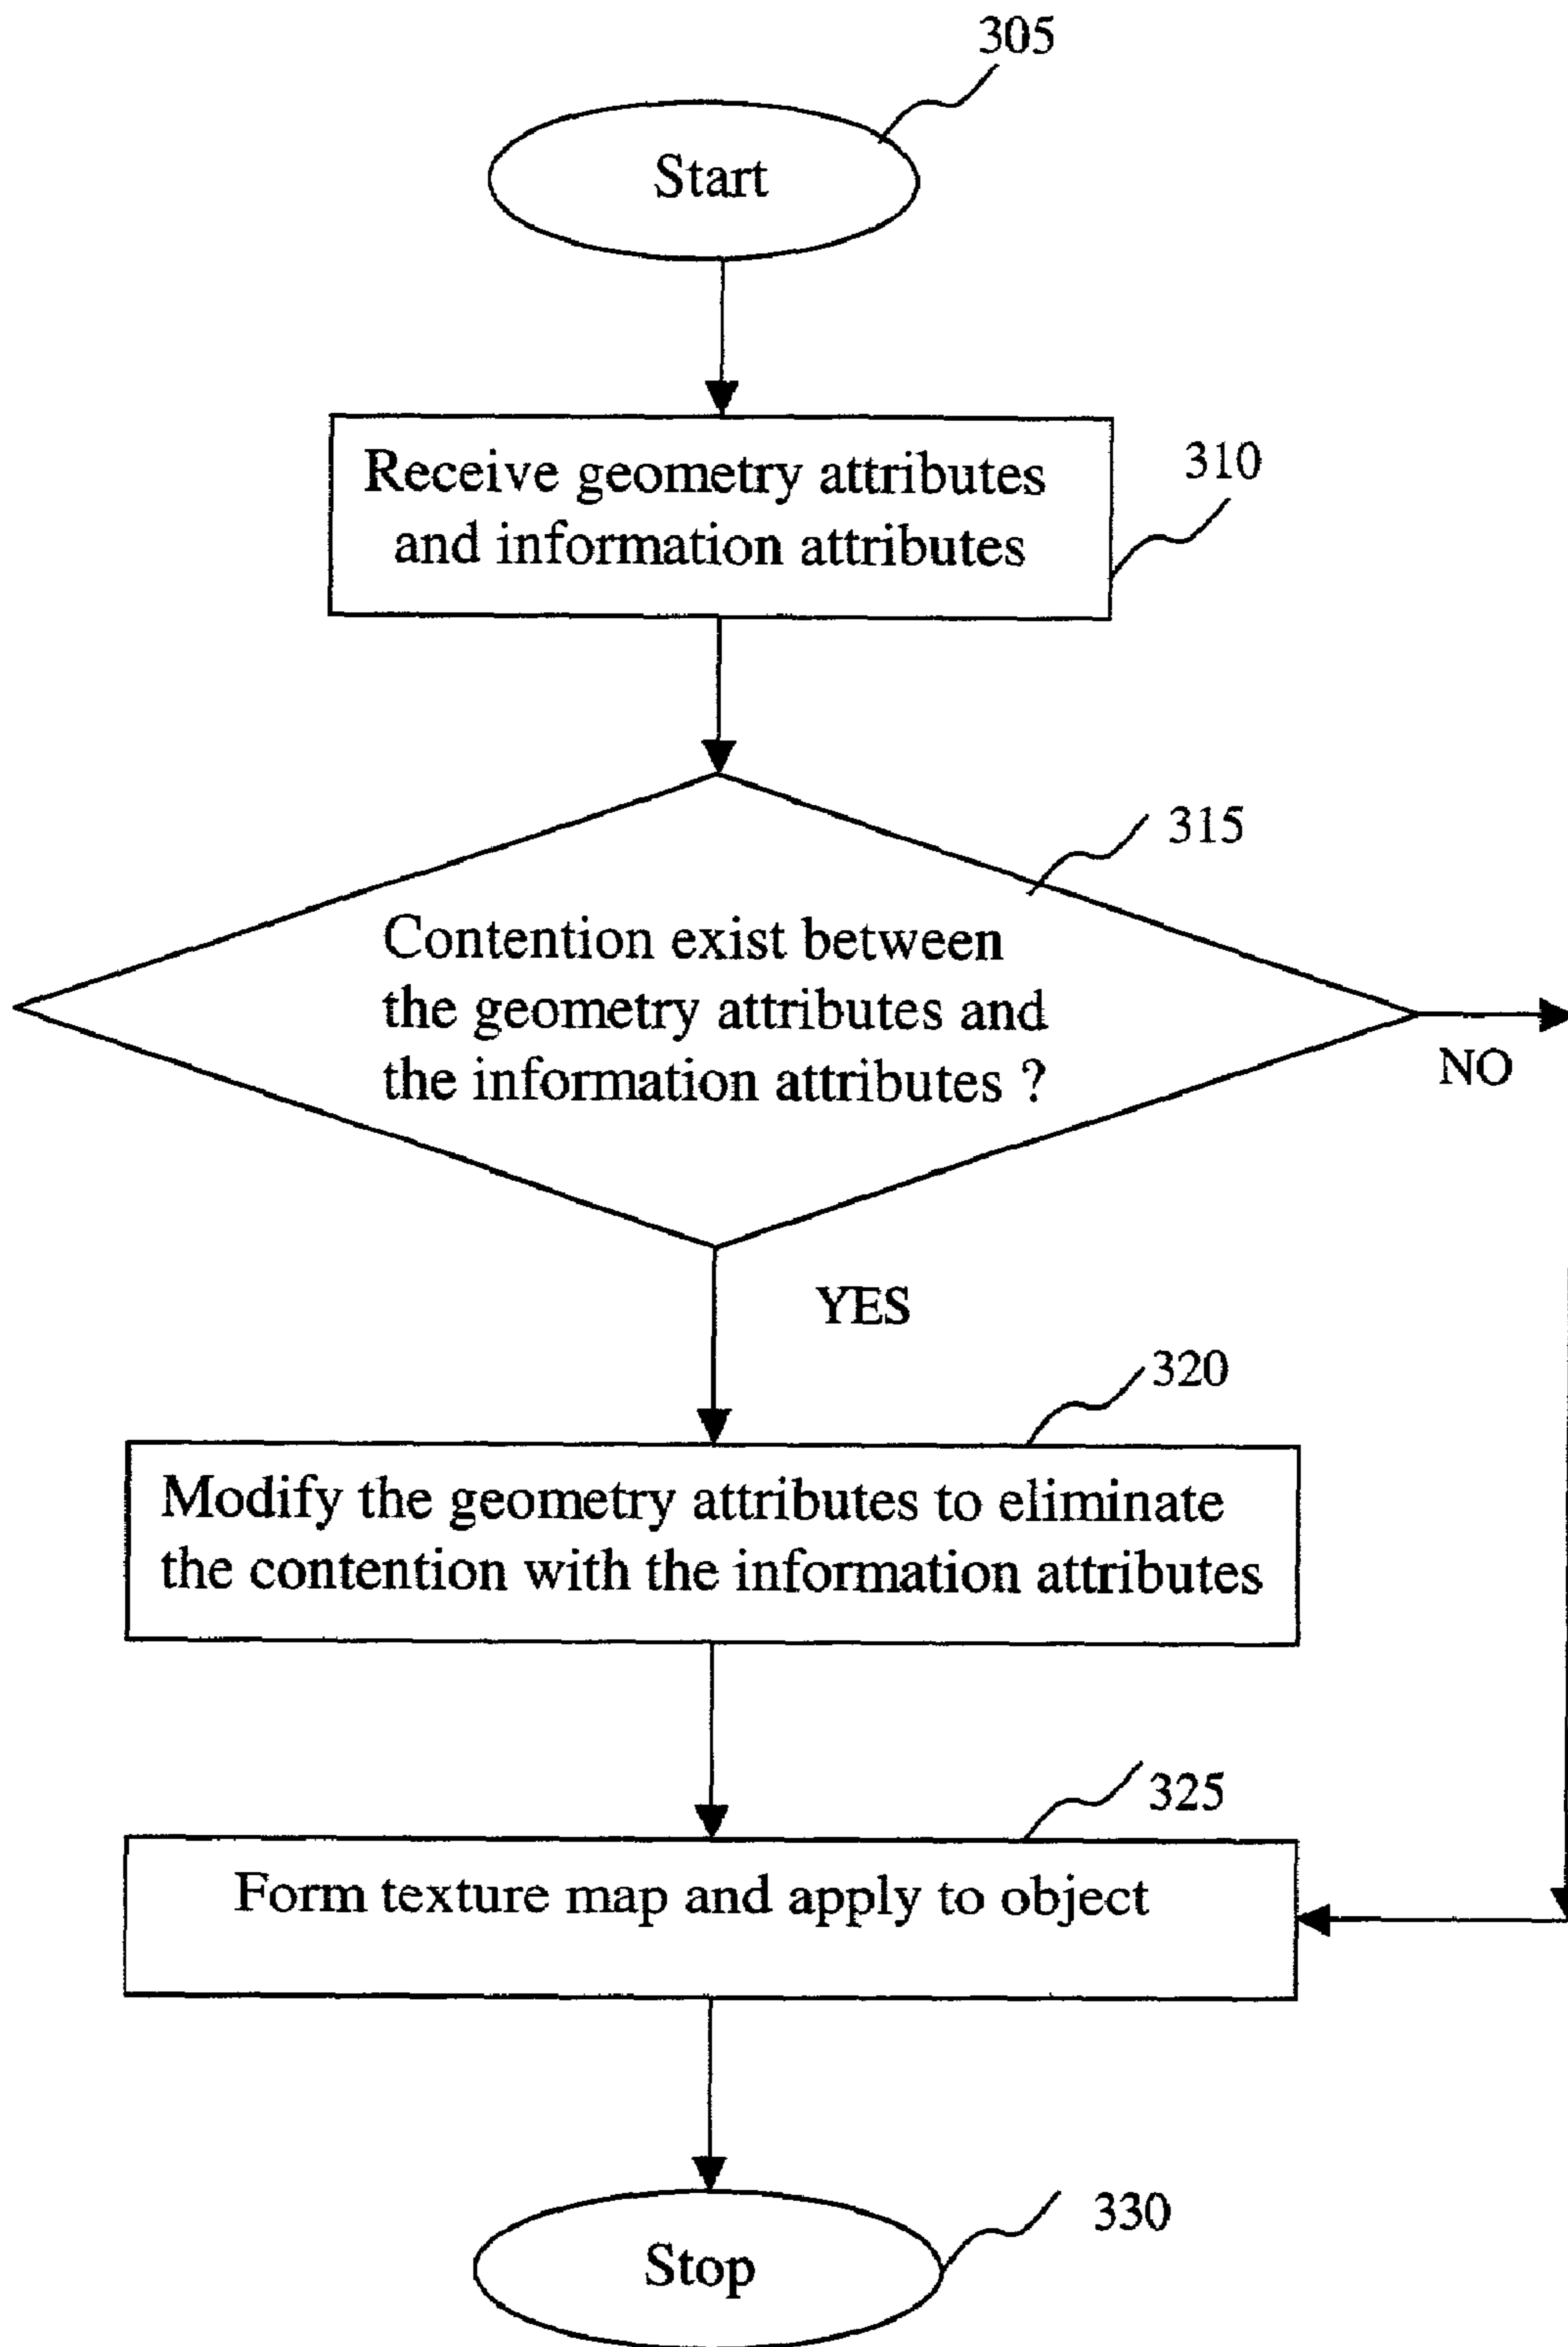 305
Start
Receive geometry attributes
and information attributes
310
315
Contention exist between
the geometry attributes and
the information attributes ?
NO
YES
320
Modify the geometry attributes to eliminate
the contention with the information attributes
325
Form texture map and apply to object
330
Stop